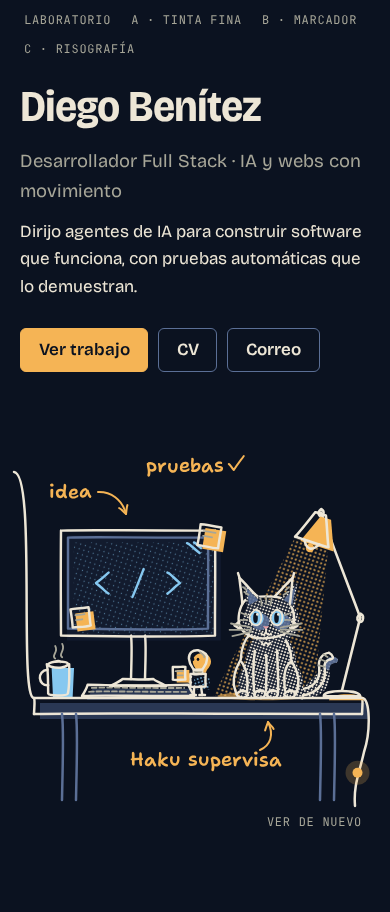 LABORATORIO A · TINTA FINA B · MARCADOR
C · RISOGRAFÍA
Diego Benítez
Desarrollador Full Stack · IA y webs con
movimiento
Dirijo agentes de IA para construir software
que funciona, con pruebas automáticas que
lo demuestran.
Ver trabajo CV Correo
pruebas ✓
idea
< / >
Haku supervisa
VER DE NUEVO